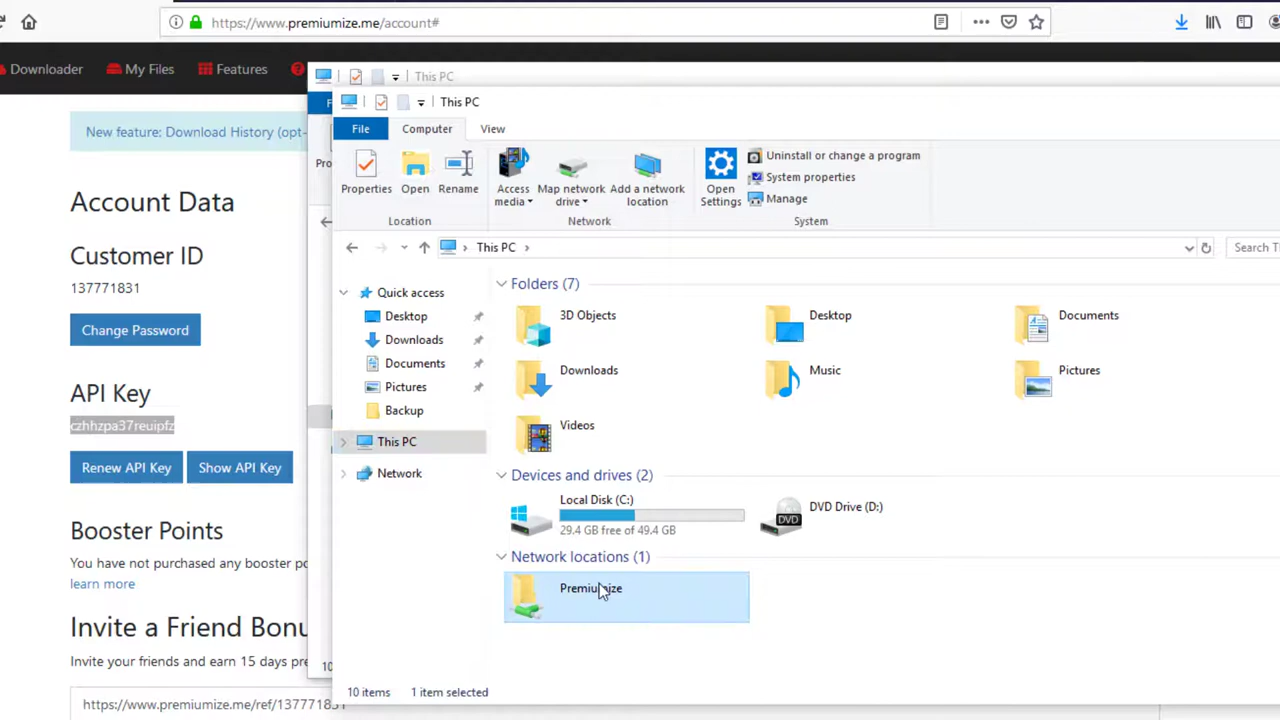 https://www.premiumize.me/account#
Downloader
My Files
Features
This PC
New feature: Download History (opt-
This PC
File
Computer
View
Properties
Open
Rename
Access media
Map network drive
Add a network location
Open Settings
Uninstall or change a program
System properties
Manage
Location
Network
System
This PC
Account Data
Customer ID
137771831
Change Password
API Key
czhhzpa37reuipfz
Renew API Key
Show API Key
Booster Points
You have not purchased any booster po
learn more
Invite a Friend Bonu
Invite your friends and earn 15 days pre
https://www.premiumize.me/ref/137771831
Quick access
Desktop
Downloads
Documents
Pictures
Backup
This PC
Network
Folders (7)
3D Objects
Desktop
Documents
Downloads
Music
Pictures
Videos
Devices and drives (2)
Local Disk (C:)
29.4 GB free of 49.4 GB
DVD Drive (D:)
DVD
Network locations (1)
Premiumize
10
10 items
1 item selected